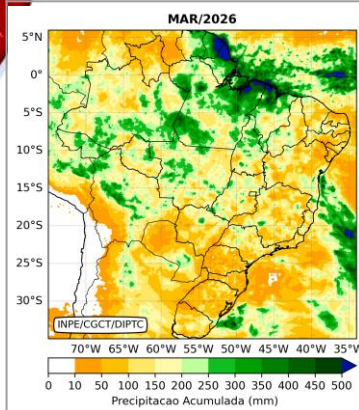 MAR/2026
5°N
0°
5°S
10°S
15°S
20°S
25°S
30°S
INPE/CGCT/DIPTC
70°W 65°W 60°W 55°W 50°W 45°W 40°W 35°W
0 10 50 100 150 200 250 300 350 400 450 500
Precipitacao Acumulada (mm)